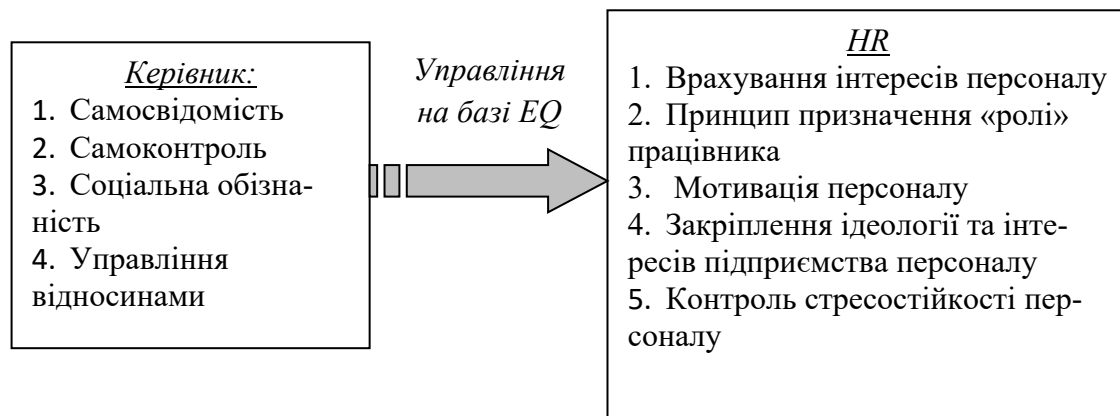 Керівник:
1. Самосвідомість
2. Самоконтроль
3. Соціальна обізна-
ність
4. Управління
відносинами
Управління
на базі EQ
HR
1. Врахування інтересів персоналу
2. Принцип призначення «ролі»
працівника
3. Мотивація персоналу
4. Закріплення ідеології та інте-
ресів підприємства персоналу
5. Контроль стресостійкості пер-
соналу